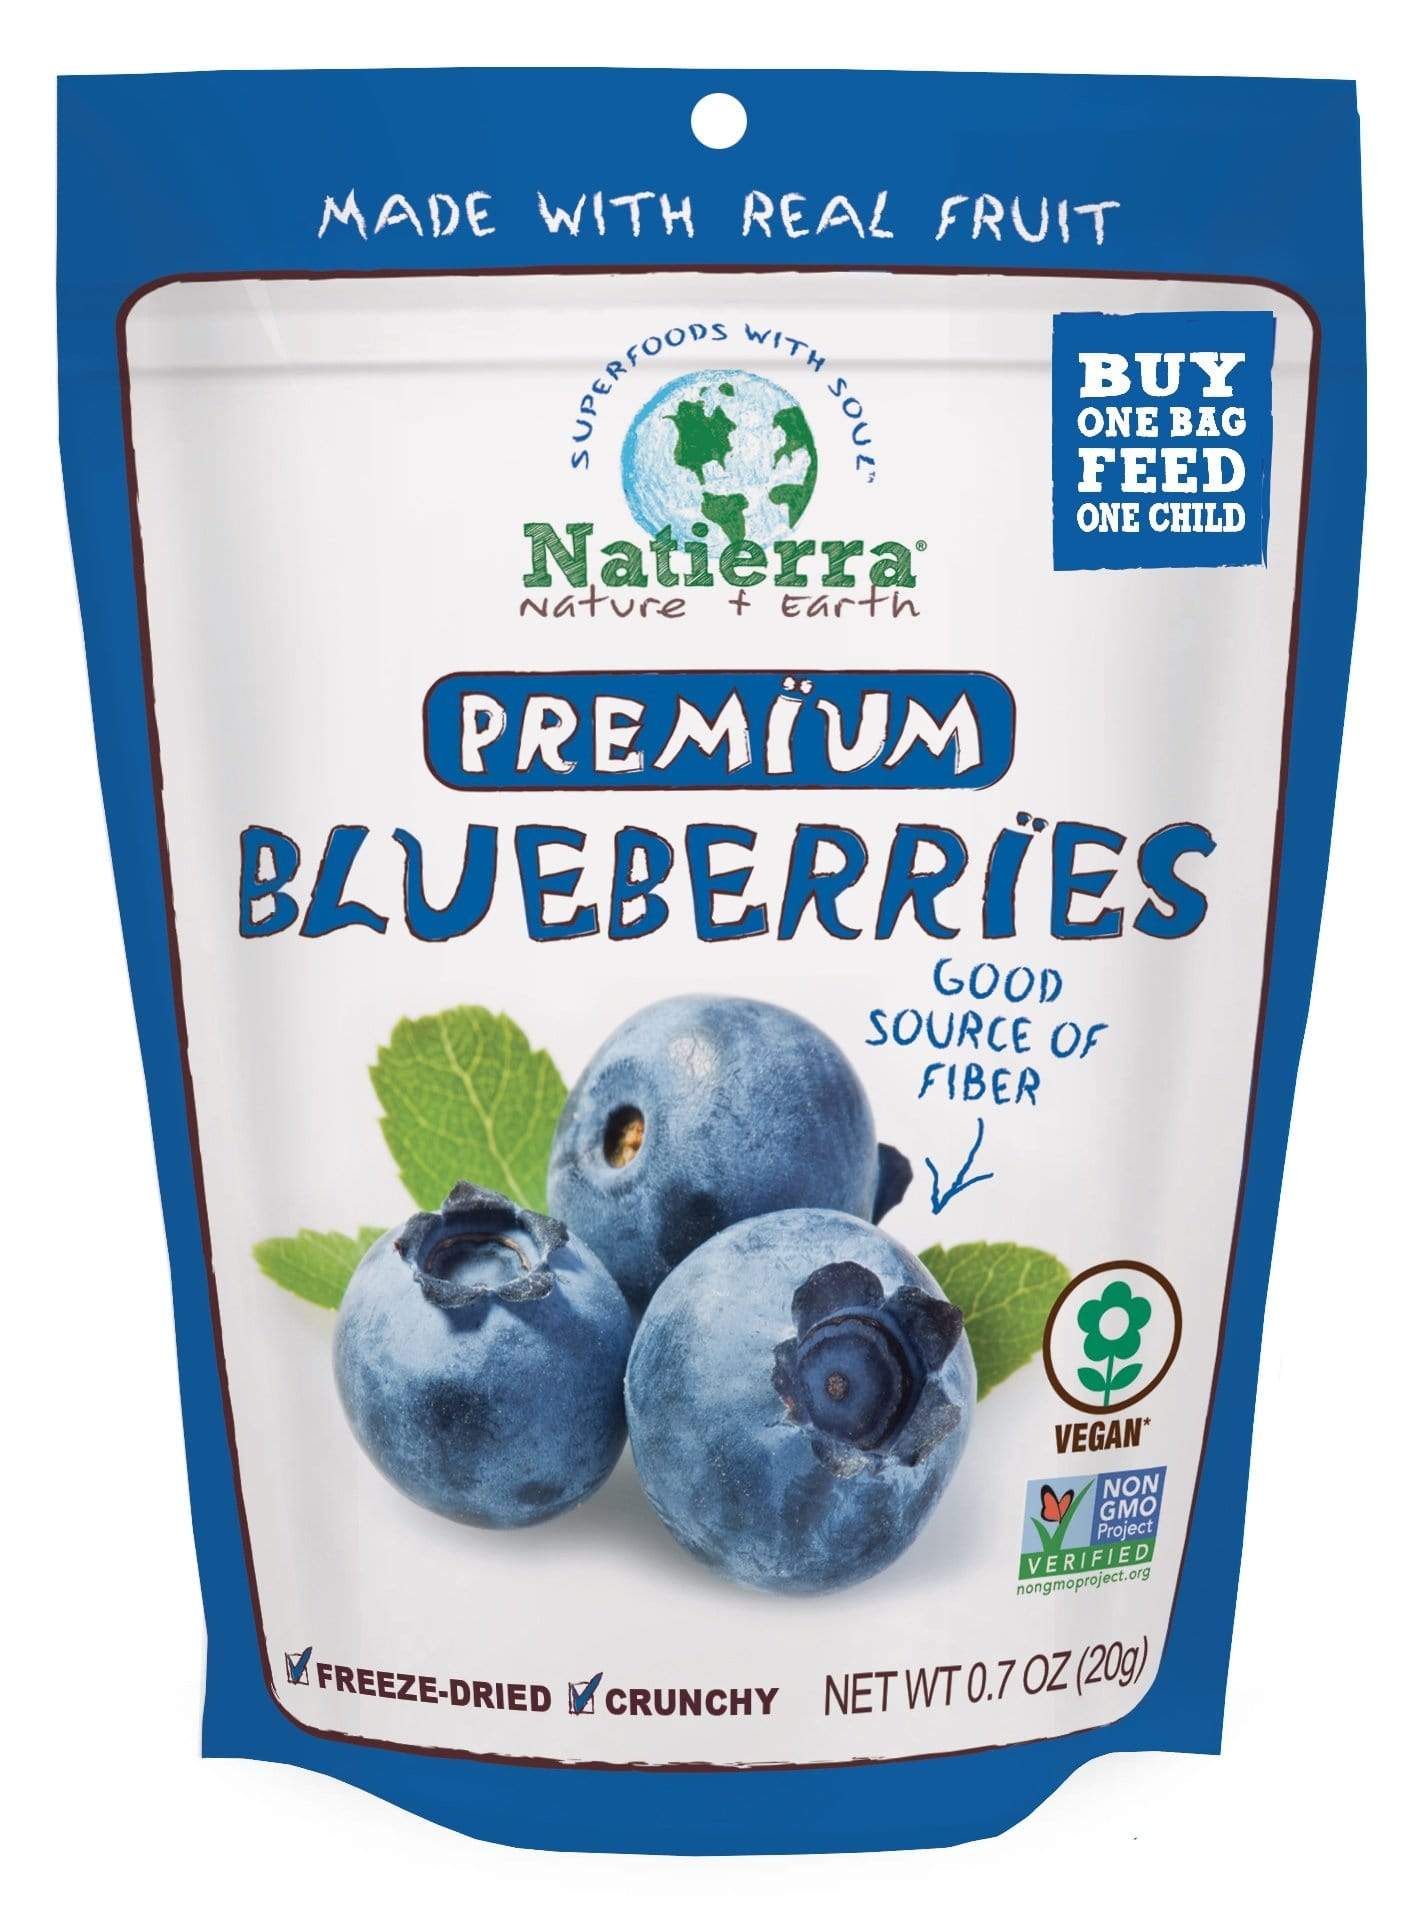 MADE WITH REAL FRUIT
SUPERFOODS WITH SOUL™
Natierra®
Nature + Earth
BUY
ONE BAG
FEED
ONE CHILD
PREMÏUM
BLUEBERRÏES
GOOD
SOURCE OF
FIBER
VEGAN*
NON
GMO
Project
VERIFIED
nongmoproject.org
FREEZE-DRIED CRUNCHY NET WT 0.7 OZ (20g)